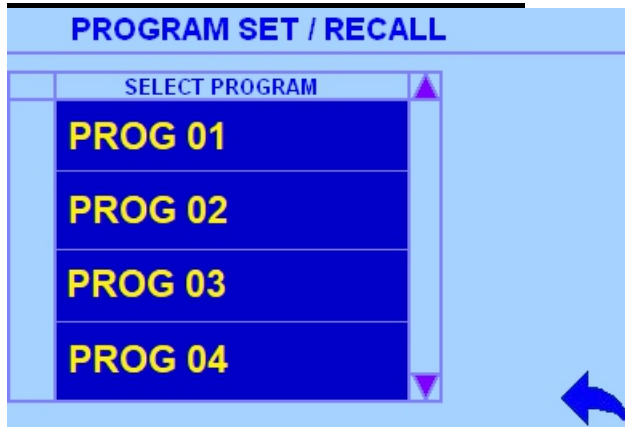 PROGRAM SET / RECALL
SELECT PROGRAM
PROG 01
PROG 02
PROG 03
PROG 04